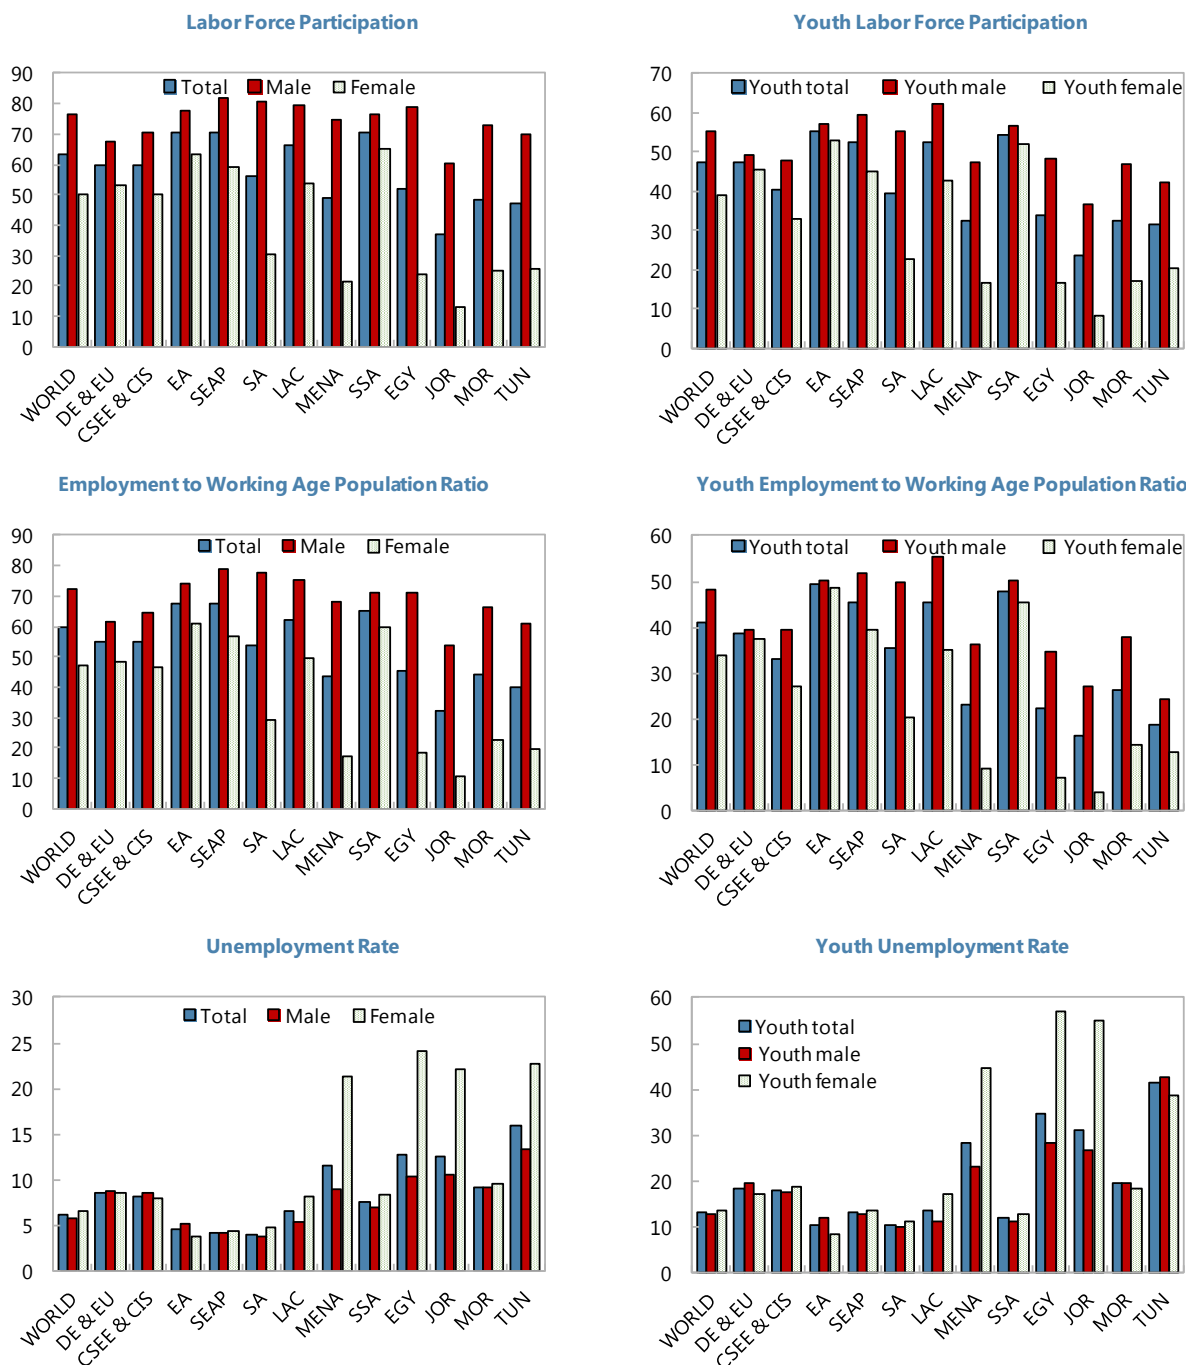 Labor Force Participation
Total Male Female
90
80
70
60
50
40
30
20
10
0
WORLD DE & EU CSEE & CIS EA SEAP SA LAC MENA SSA EGY JOR MOR TUN
Youth Labor Force Participation
Youth total Youth male Youth female
70
60
50
40
30
20
10
0
WORLD DE & EU CSEE & CIS EA SEAP SA LAC MENA SSA EGY JOR MOR TUN
Employment to Working Age Population Ratio
Total Male Female
90
80
70
60
50
40
30
20
10
0
WORLD DE & EU CSEE & CIS EA SEAP SA LAC MENA SSA EGY JOR MOR TUN
Youth Employment to Working Age Population Ratio
Youth total Youth male Youth female
60
50
40
30
20
10
0
WORLD DE & EU CSEE & CIS EA SEAP SA LAC MENA SSA EGY JOR MOR TUN
Unemployment Rate
Total Male Female
30
25
20
15
10
5
0
WORLD DE & EU CSEE & CIS EA SEAP SA LAC MENA SSA EGY JOR MOR TUN
Youth Unemployment Rate
Youth total
Youth male
Youth female
60
50
40
30
20
10
0
WORLD DE & EU CSEE & CIS EA SEAP SA LAC MENA SSA EGY JOR MOR TUN